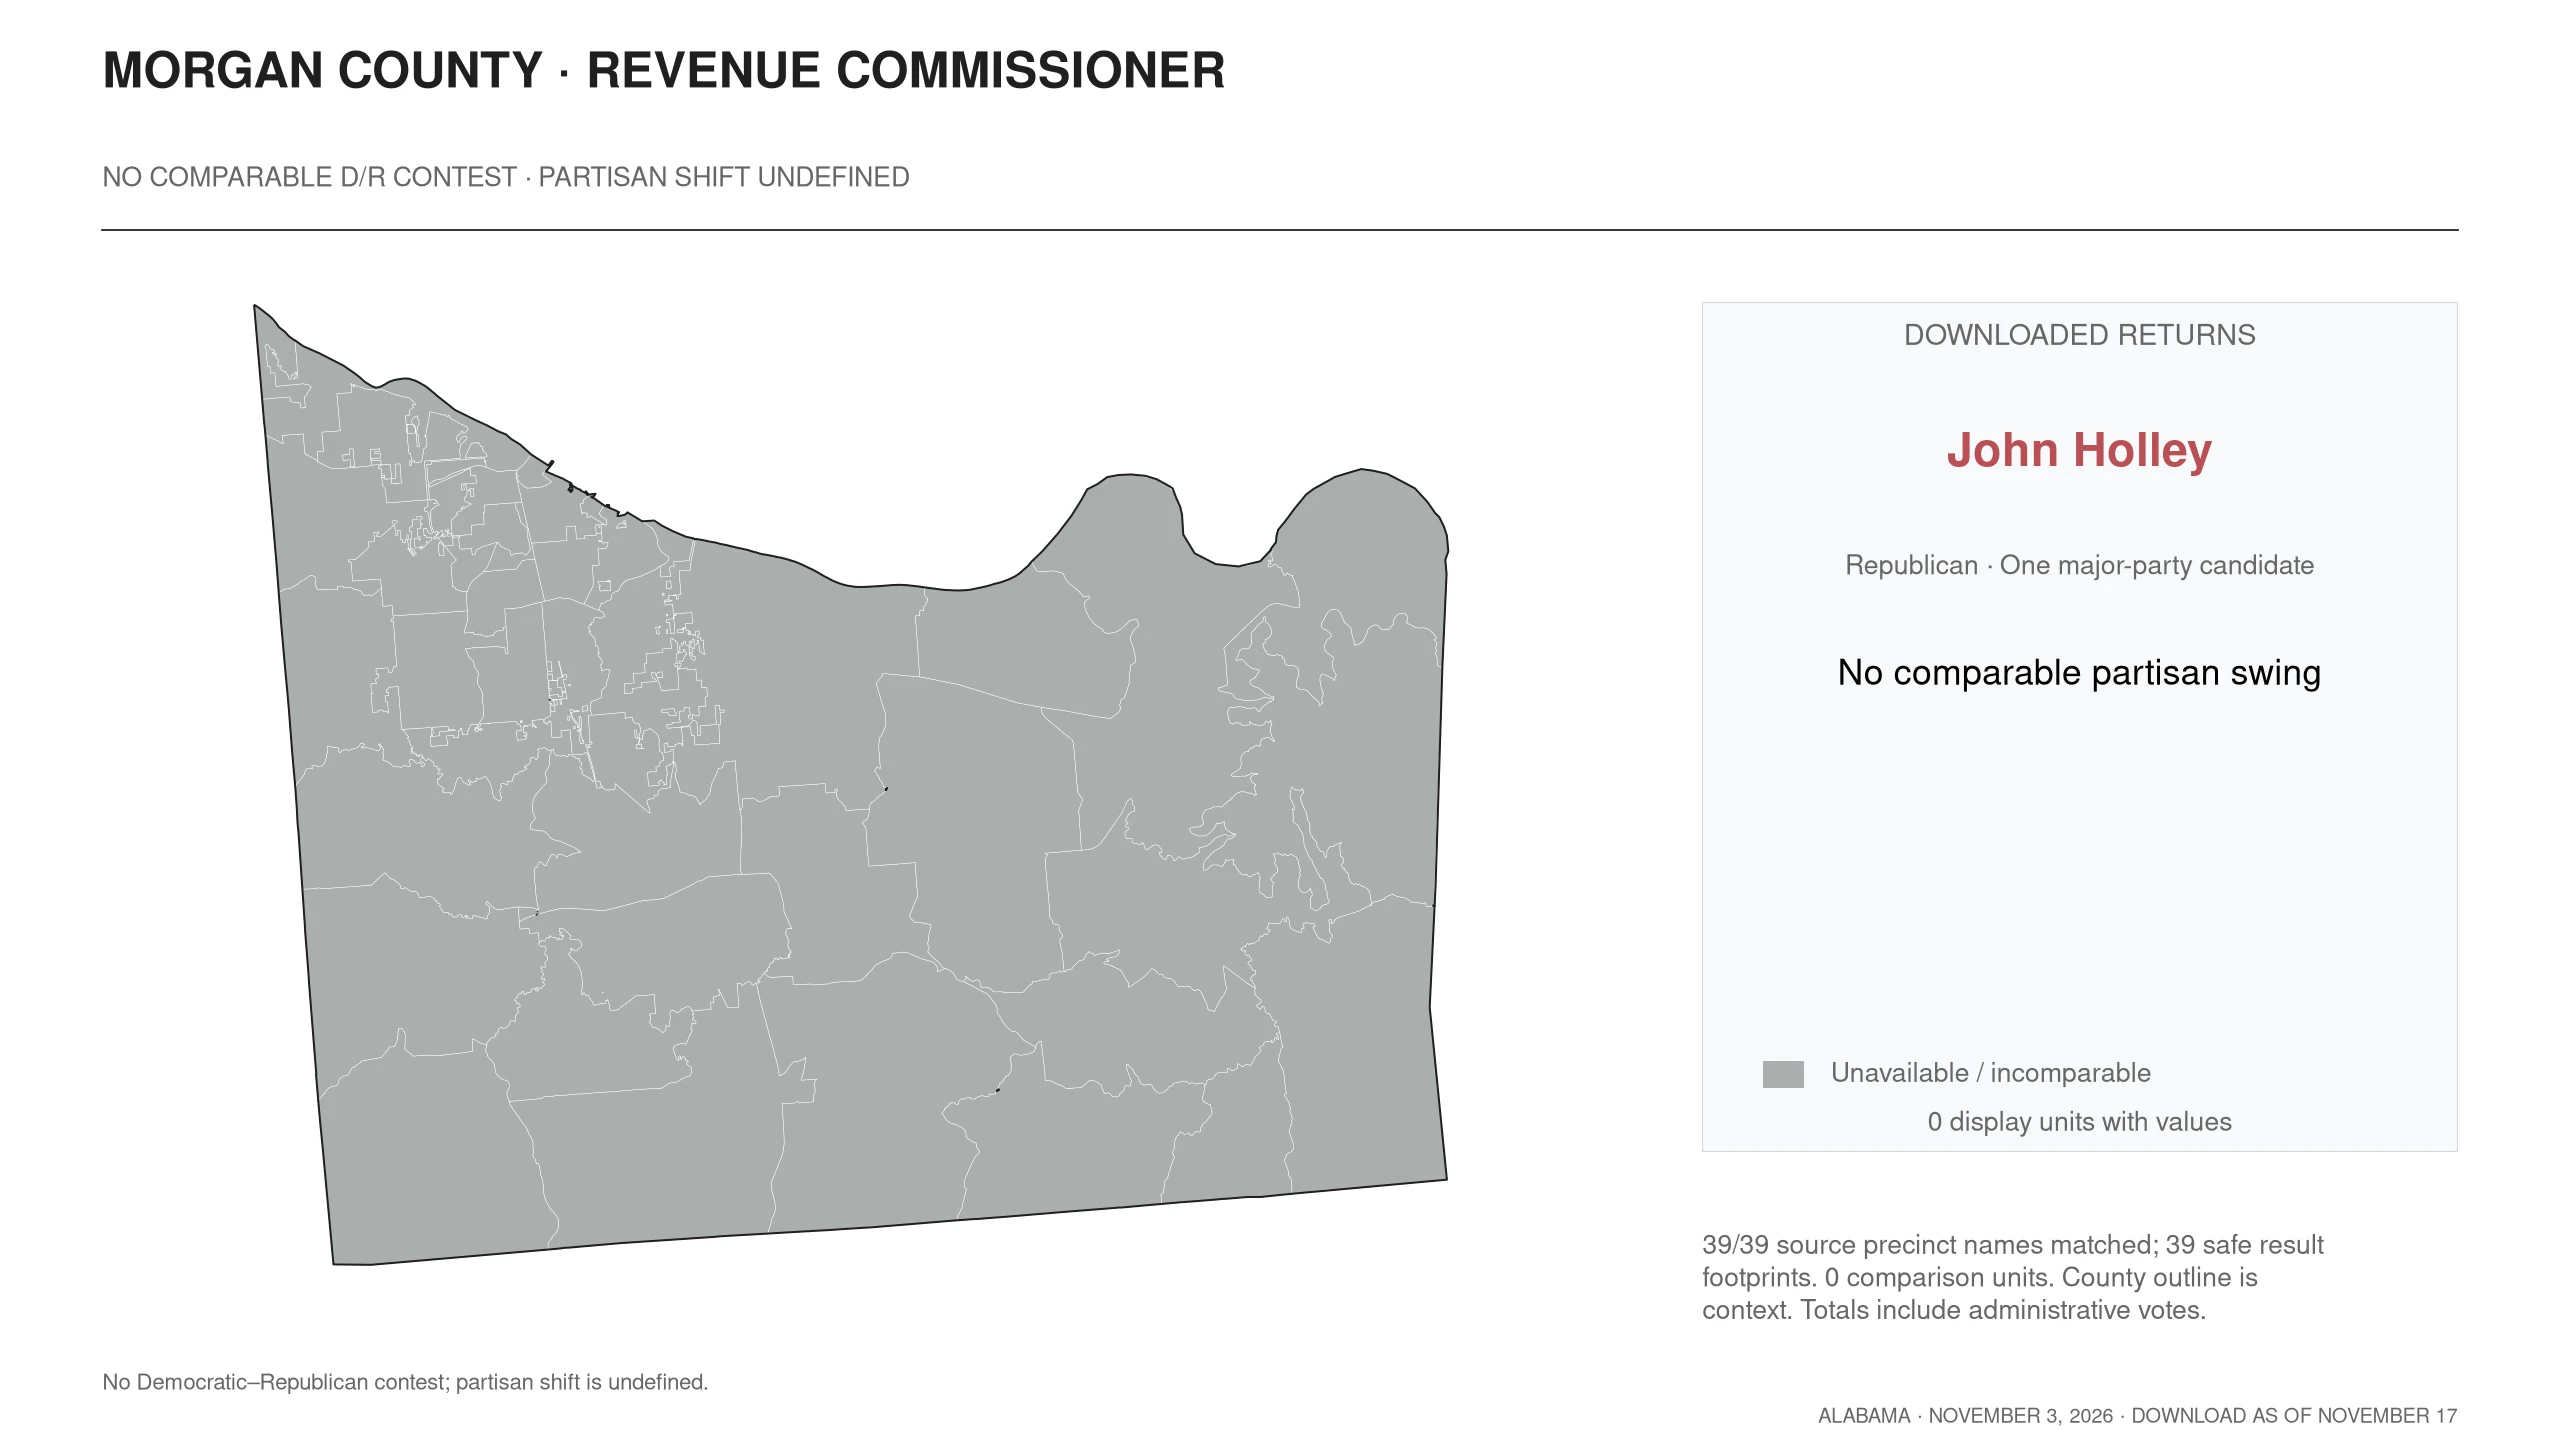 MORGAN COUNTY · REVENUE COMMISSIONER
NO COMPARABLE D/R CONTEST · PARTISAN SHIFT UNDEFINED
DOWNLOADED RETURNS
John Holley
Republican · One major-party candidate
No comparable partisan swing
Unavailable / incomparable
0 display units with values
39/39 source precinct names matched; 39 safe result
footprints. 0 comparison units. County outline is
context. Totals include administrative votes.
No Democratic–Republican contest; partisan shift is undefined.
ALABAMA · NOVEMBER 3, 2026 · DOWNLOAD AS OF NOVEMBER 17